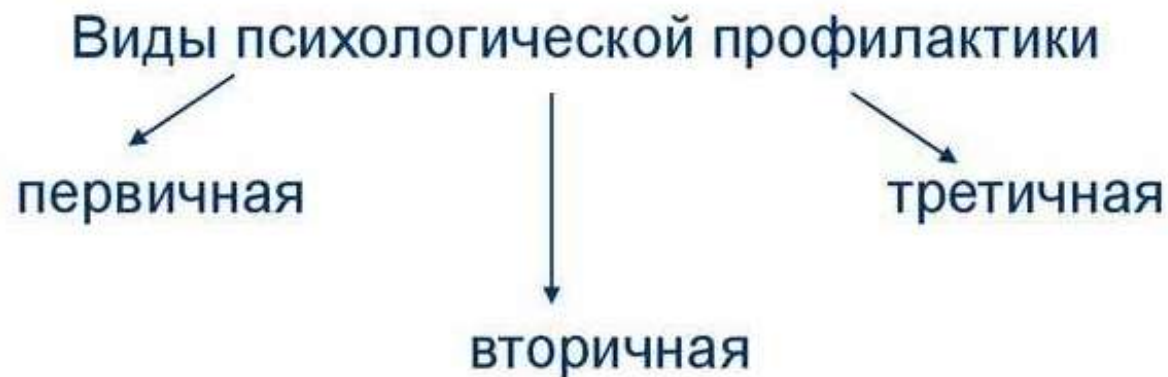 Виды психологической профилактики
первичная
третичная
вторичная